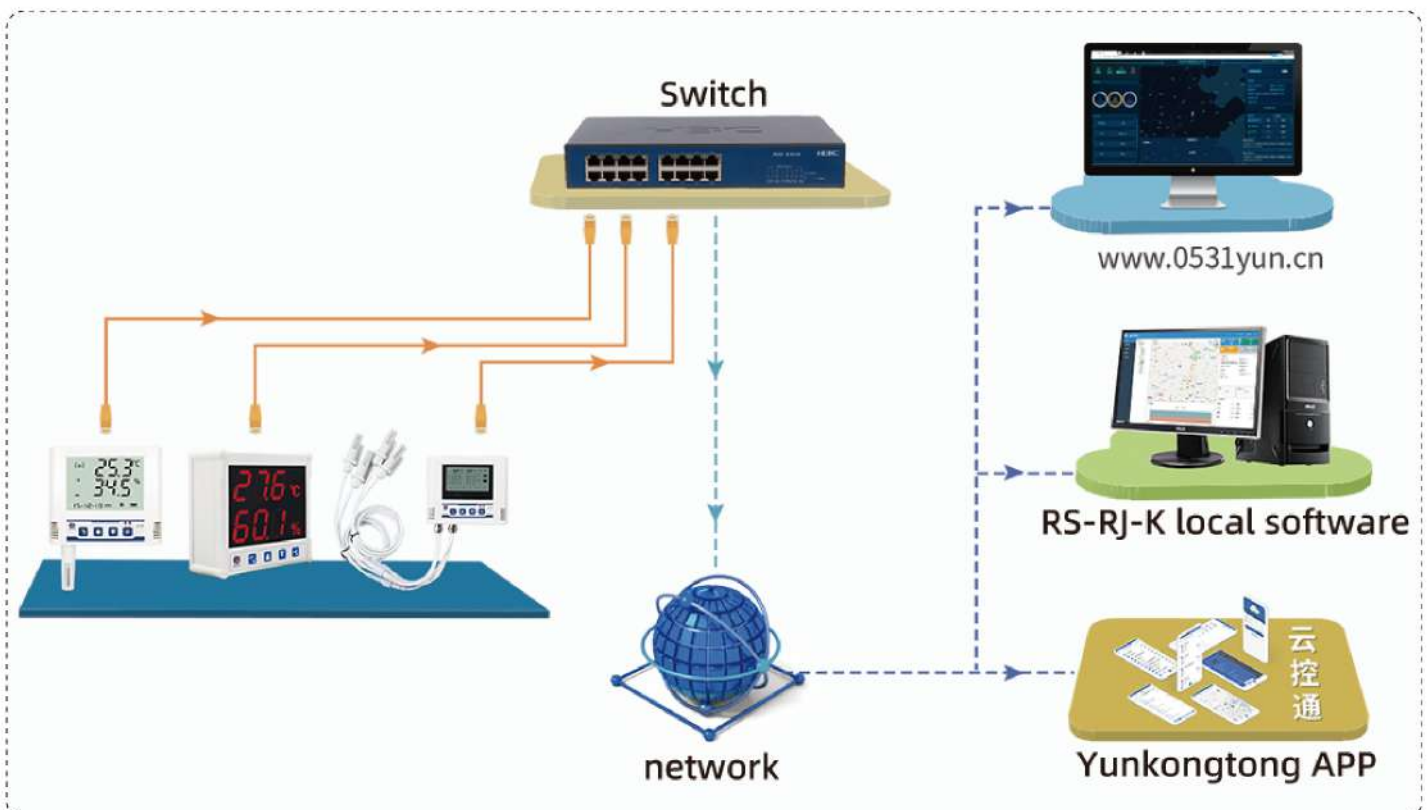 Switch
www.0531yun.cn
25.3℃
34.5 %
27.6 ℃
60.1 %
RS-RJ-K local software
云控通
network
Yunkongtong APP